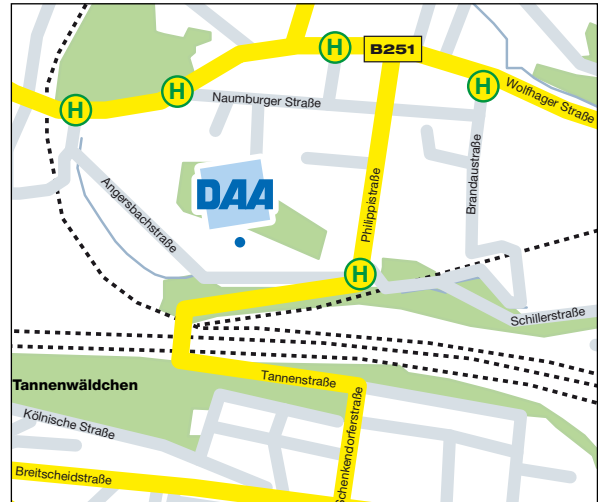 H
B251
H
H
H
Wolfhager Straße
Naumburger Straße
DAA
Angersbachstraße
Philippistraße
Brandaustraße
H
Schillerstraße
Tannenstraße
Tannenwäldchen
Schenkendorferstraße
Kölnische Straße
Breitscheidstraße